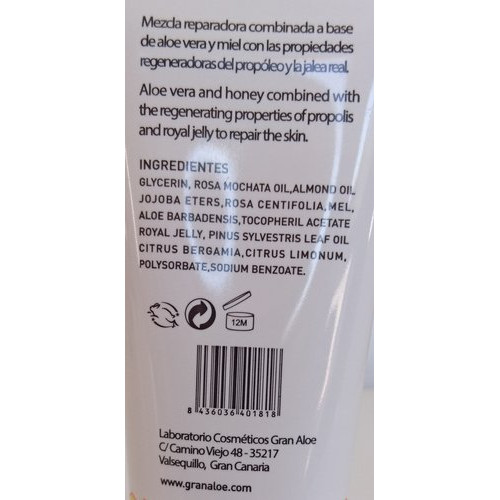 Mezcla reparadora combinada a base
de aloe vera y miel con las propiedades
regeneradoras del propóleo y la jalea real.
Aloe vera and honey combined with
the regenerating properties of propolis
and royal jelly to repair the skin.
INGREDIENTES
GLYCERIN, ROSA MOCHATA OIL,ALMOND OIL
JOJOBA ETERS,ROSA CENTIFOLIA,MEL,
ALOE BARBADENSIS,TOCOPHERIL ACETATE
ROYAL JELLY, PINUS SYLVESTRIS LEAF OIL
CITRUS BERGAMIA,CITRUS LIMONUM,
POLYSORBATE,SODIUM BENZOATE.
12M
8 436036 401818
Laboratorio Cosméticos Gran Aloe
C/ Camino Viejo 48 - 35217
Valsequillo, Gran Canaria
www.granaloe.com